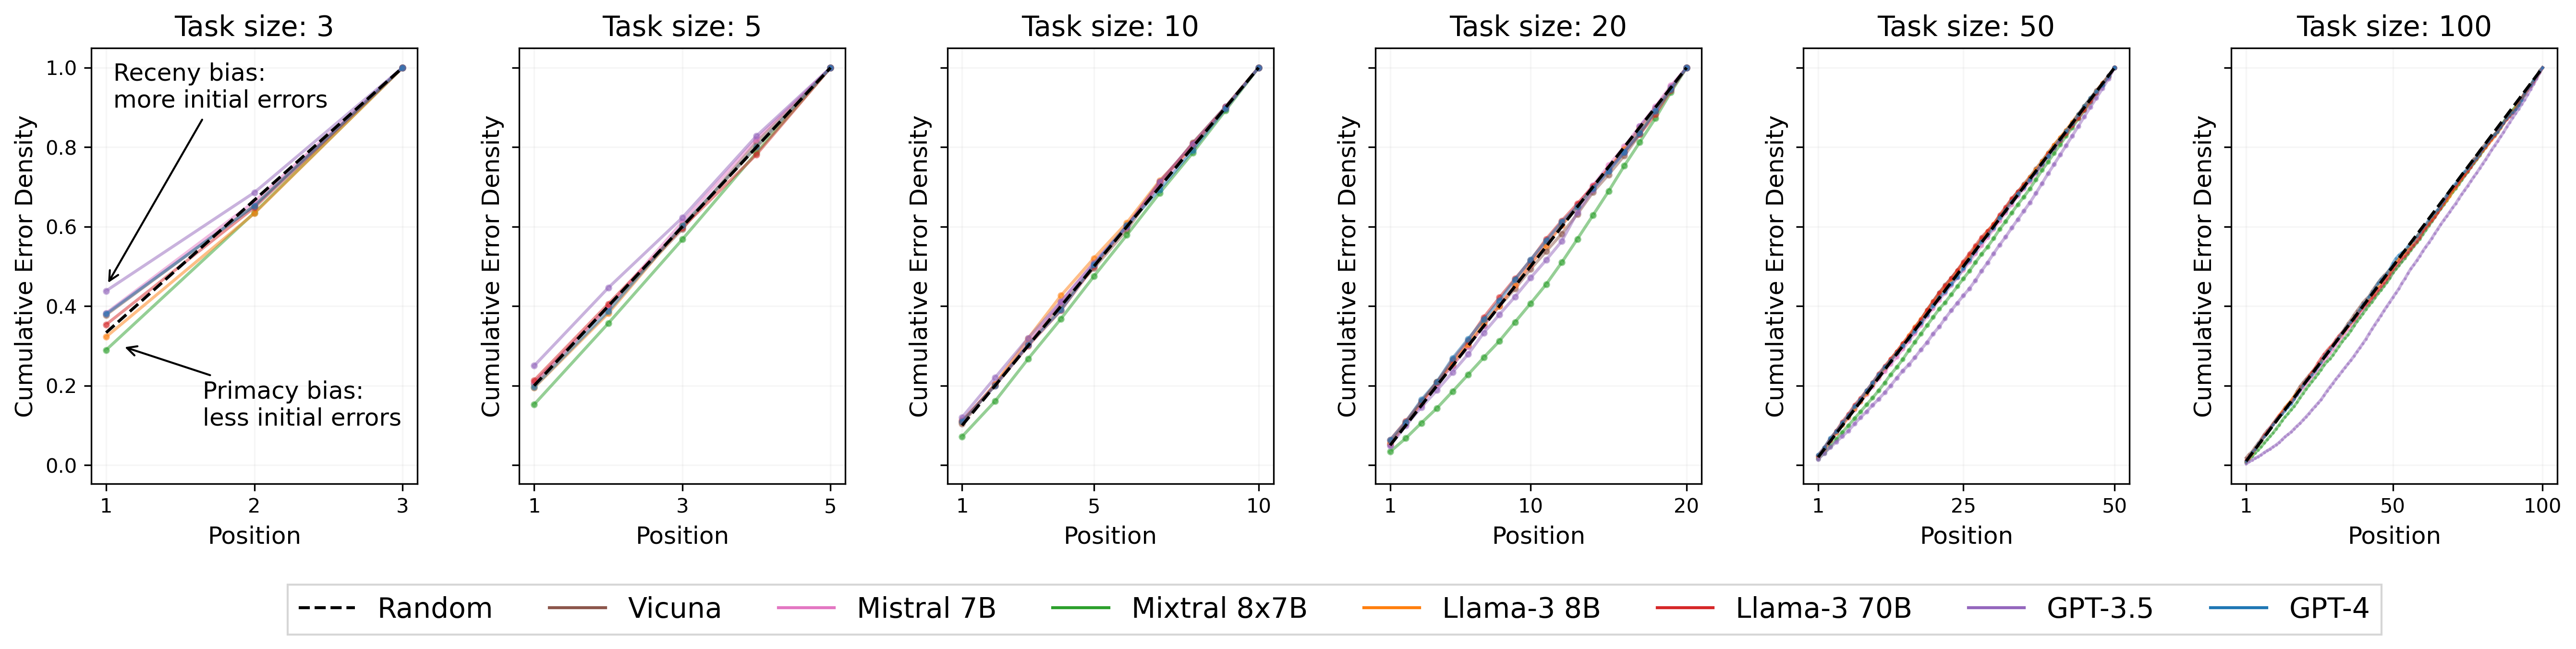 Task size: 3
Task size: 5
Task size: 10
Task size: 20
Task size: 50
Task size: 100
Receny bias:
more initial errors
Primacy bias:
less initial errors
Cumulative Error Density
1.0
0.8
0.6
0.4
0.2
0.0
1 2 3
Position
Cumulative Error Density
1 3 5
Position
Cumulative Error Density
1 5 10
Position
Cumulative Error Density
1 10 20
Position
Cumulative Error Density
1 25 50
Position
Cumulative Error Density
1 50 100
Position
Random Vicuna Mistral 7B Mixtral 8x7B Llama-3 8B Llama-3 70B GPT-3.5 GPT-4